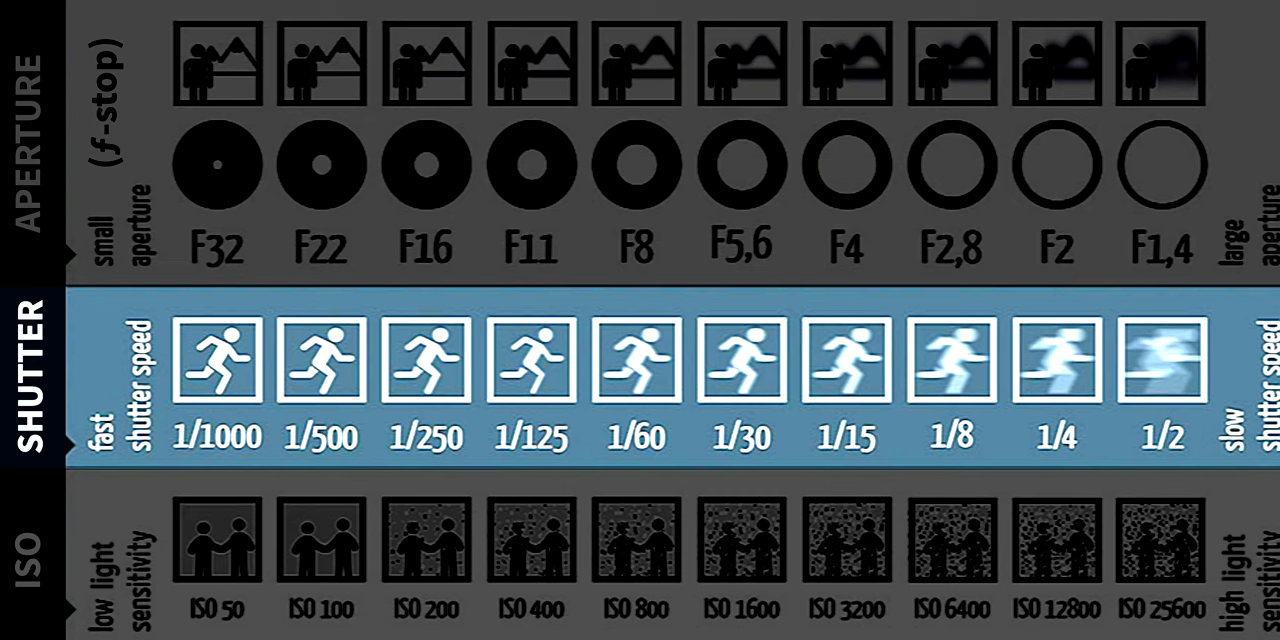 APERTURE
(f-stop)
small
aperture
F32 F22 F16 F11 F8 F5,6 F4 F2,8 F2 F1,4
large
aperture
SHUTTER
fast
shutter speed
1/1000 1/500 1/250 1/125 1/60 1/30 1/15 1/8 1/4 1/2
slow
shutter speed
ISO
low light
sensitivity
ISO 50 ISO 100 ISO 200 ISO 400 ISO 800 ISO 1600 ISO 3200 ISO 6400 ISO 12800 ISO 25600
high light
sensitivity